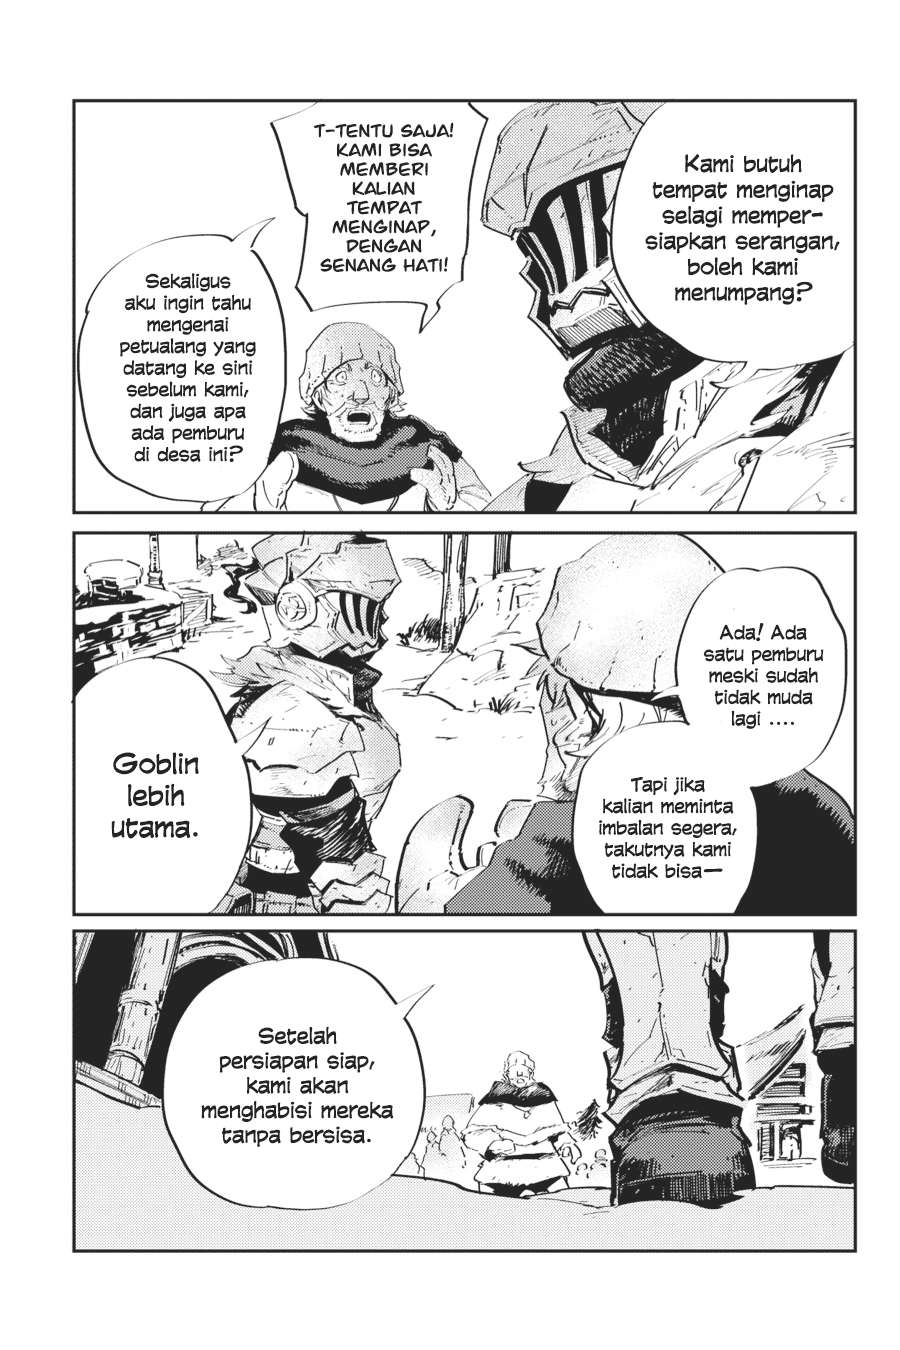 Kami butuh
tempat menginap
selagi memper-
siapkan serangan,
boleh kami
menumpang?
T-TENTU SAJA!
KAMI BISA
MEMBERI
KALIAN
TEMPAT
MENGINAP,
DENGAN
SENANG HATI!
Sekaligus
aku ingin tahu
mengenai
petualang yang
datang ke sini
sebelum kami,
dan juga apa
ada pemburu
di desa ini?
Ada! Ada
satu pemburu
meski sudah
tidak muda
lagi ....
Tapi jika
kalian meminta
imbalan segera,
takutnya kami
tidak bisa—
Goblin
lebih
utama.
Setelah
persiapan siap,
kami akan
menghabisi mereka
tanpa bersisa.